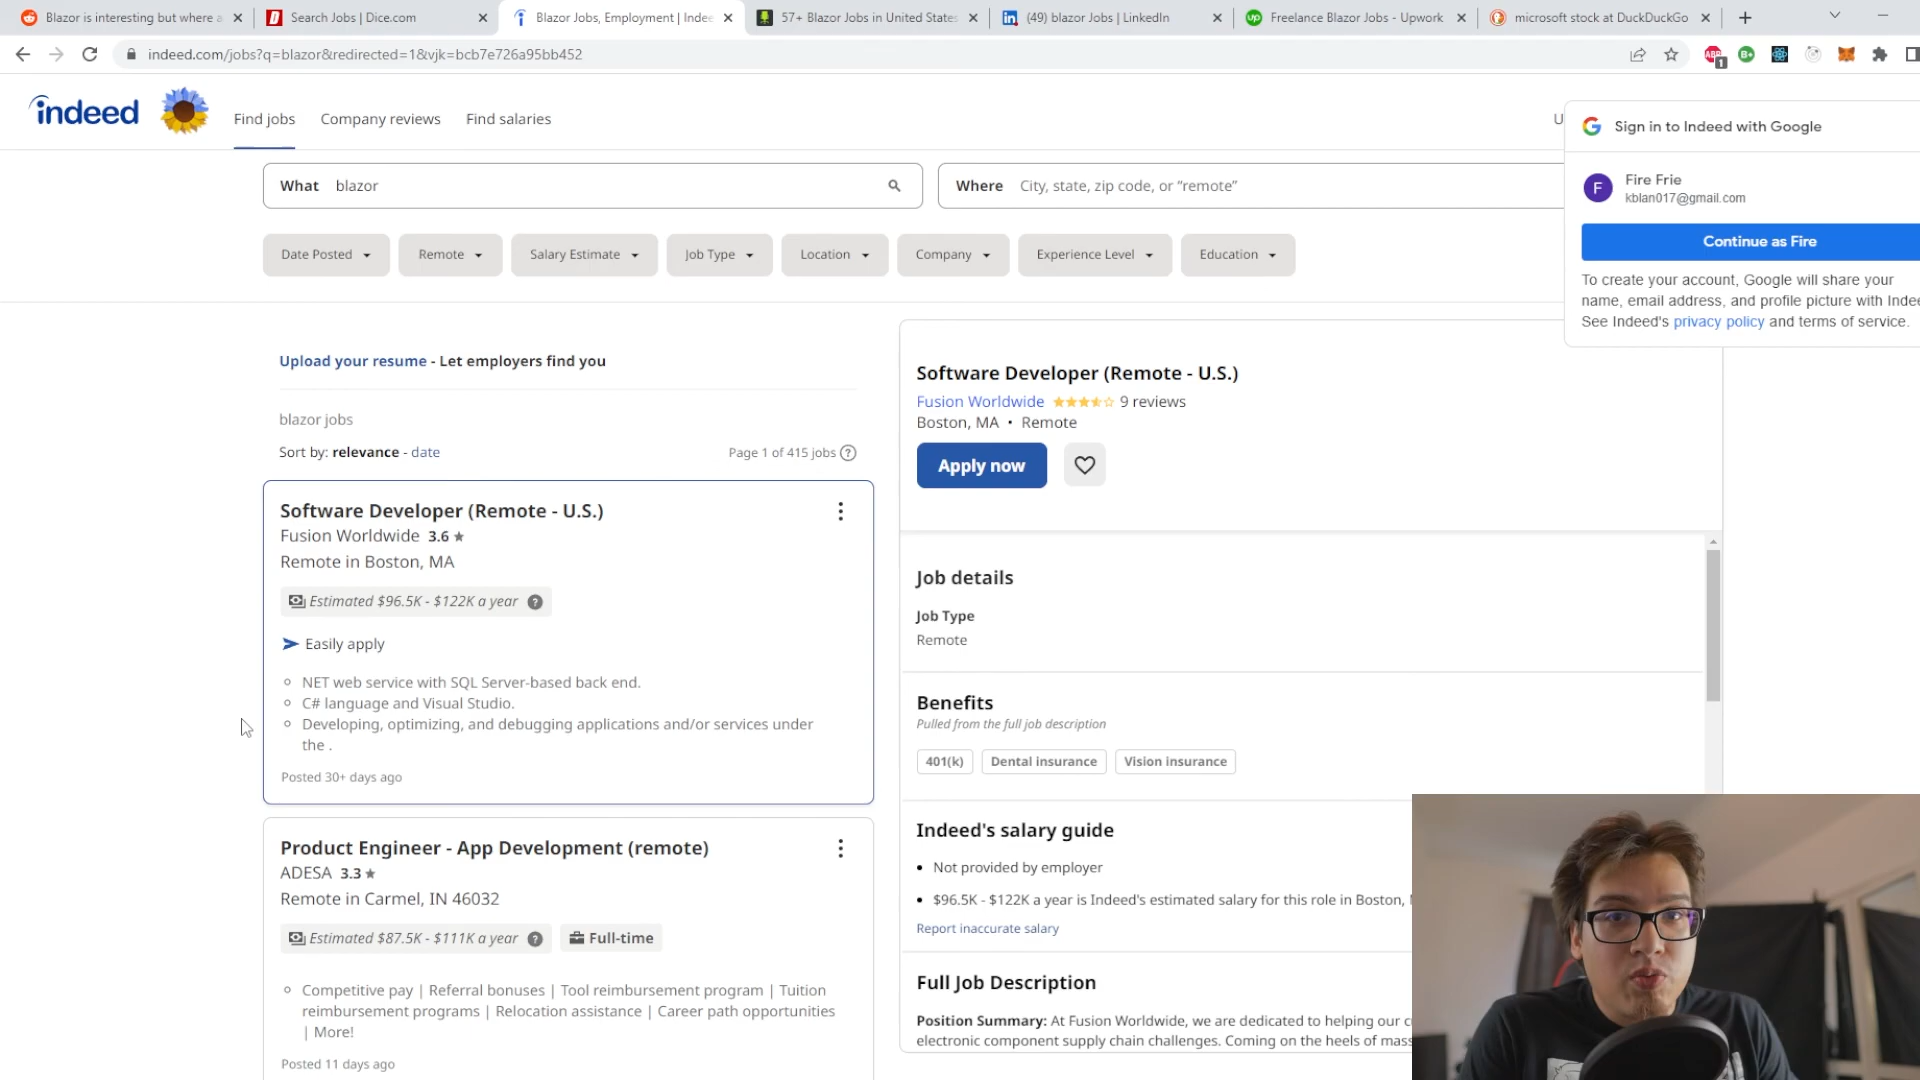 Blazor is interesting but where a
Search Jobs | Dice.com
Blazor Jobs, Employment | Indee
57+ Blazor Jobs in United States
(49) blazor Jobs | LinkedIn
Freelance Blazor Jobs - Upwork
microsoft stock at DuckDuckGo
indeed.com/jobs?q=blazor&redirected=1&vjk=bcb7e726a95bb452
indeed
Find jobs
Company reviews
Find salaries
U
Sign in to Indeed with Google
F
Fire Frie
kblan017@gmail.com
Continue as Fire
To create your account, Google will share your
name, email address, and profile picture with Indee
See Indeed's privacy policy and terms of service.
What blazor
Where City, state, zip code, or “remote”
Date Posted
Remote
Salary Estimate
Job Type
Location
Company
Experience Level
Education
Upload your resume - Let employers find you
blazor jobs
Sort by: relevance - date
Page 1 of 415 jobs
Software Developer (Remote - U.S.)
Fusion Worldwide 3.6
Remote in Boston, MA
Estimated $96.5K - $122K a year
Easily apply
NET web service with SQL Server-based back end.
C# language and Visual Studio.
Developing, optimizing, and debugging applications and/or services under
the .
Posted 30+ days ago
Product Engineer - App Development (remote)
ADESA 3.3
Remote in Carmel, IN 46032
Estimated $87.5K - $111K a year
Full-time
Competitive pay | Referral bonuses | Tool reimbursement program | Tuition
reimbursement programs | Relocation assistance | Career path opportunities
| More!
Posted 11 days ago
Software Developer (Remote - U.S.)
Fusion Worldwide 9 reviews
Boston, MA • Remote
Apply now
Job details
Job Type
Remote
Benefits
Pulled from the full job description
401(k)
Dental insurance
Vision insurance
Indeed's salary guide
Not provided by employer
$96.5K - $122K a year is Indeed's estimated salary for this role in Boston,
Report inaccurate salary
Full Job Description
Position Summary: At Fusion Worldwide, we are dedicated to helping our c
electronic component supply chain challenges. Coming on the heels of mass